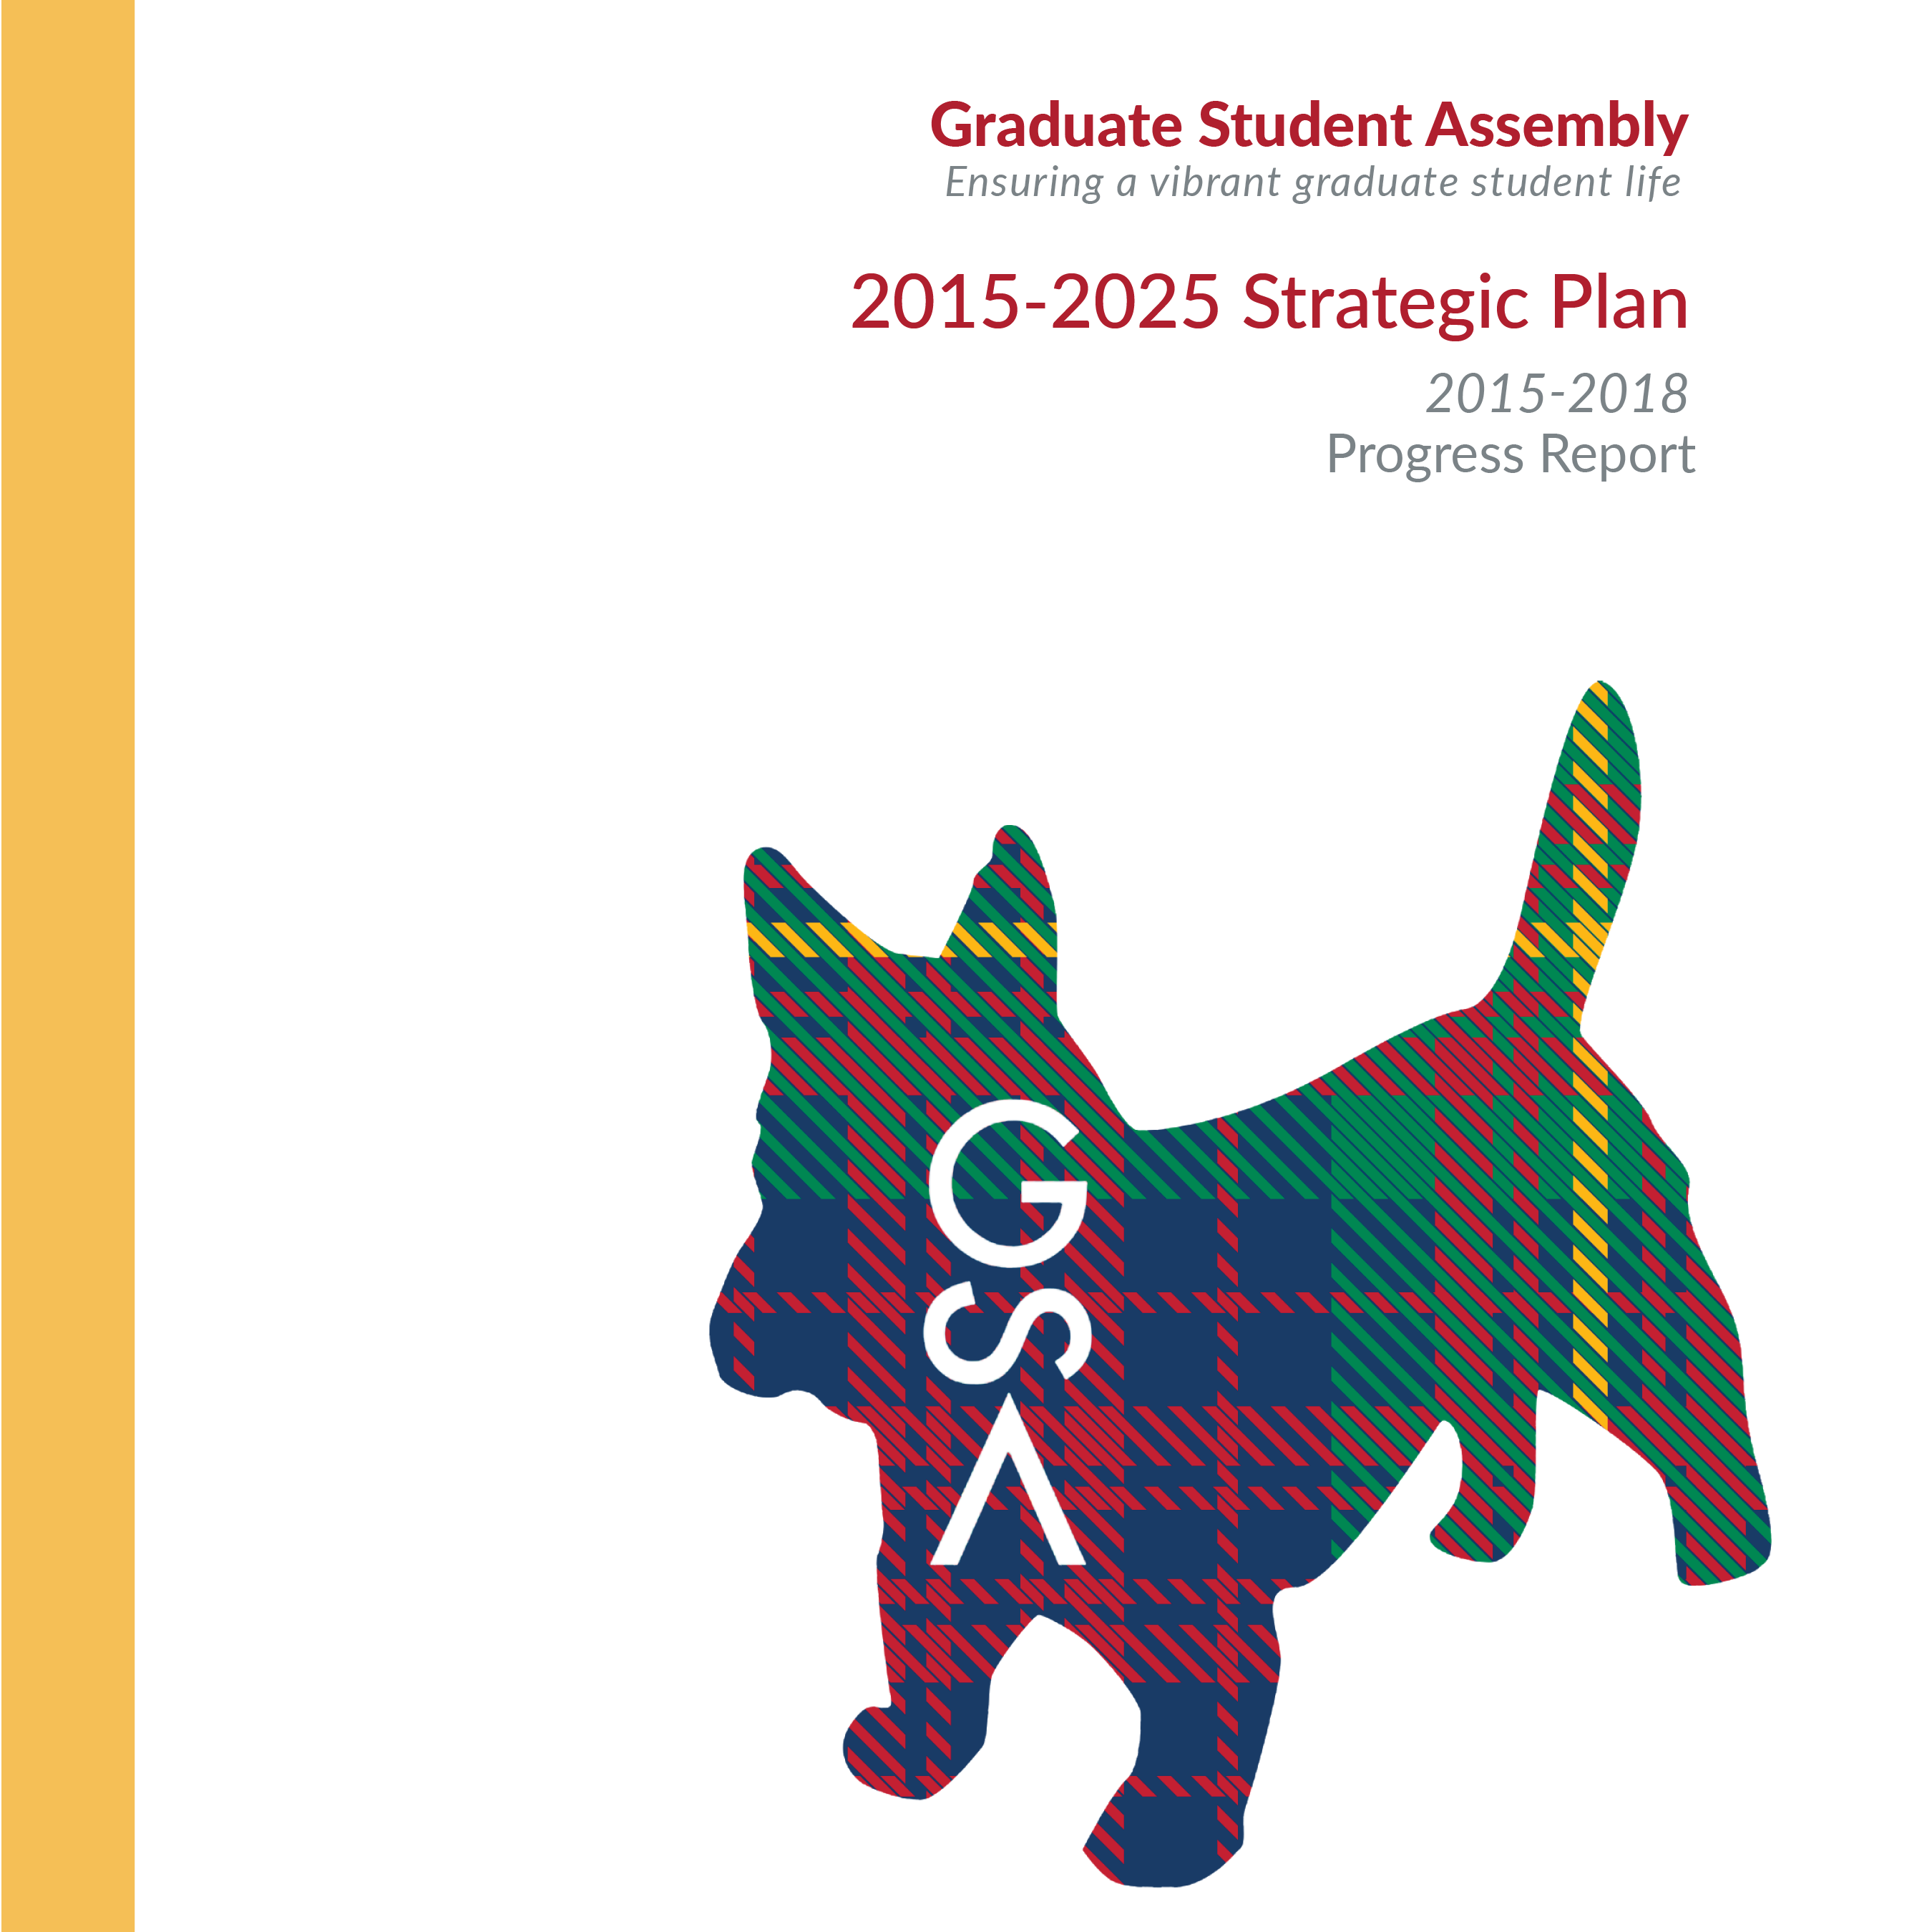 Graduate Student Assembly
Ensuring a vibrant graduate student life
2015-2025 Strategic Plan
2015-2018
Progress Report
G
S
A